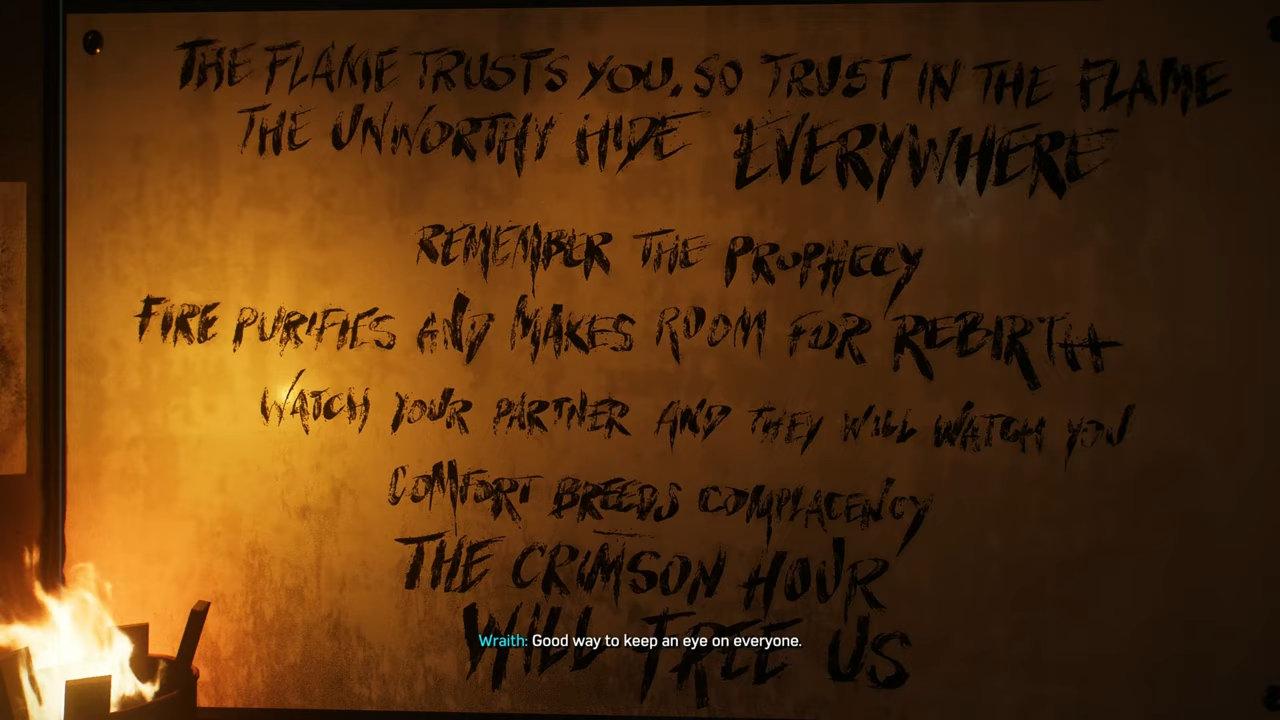 THE FLAME TRUSTS YOU. SO TRUST IN THE FLAME
THE UNWORTHY HIDE EVERYWHERE
REMEMBER THE PROPHECY
FIRE PURIFIES AND MAKES ROOM FOR REBIRTH
WATCH YOUR PARTNER AND THEY WILL WATCH YOU
COMFORT BREEDS COMPLACENCY
THE CRIMSON HOUR
WILL FREE US
Wraith: Good way to keep an eye on everyone.